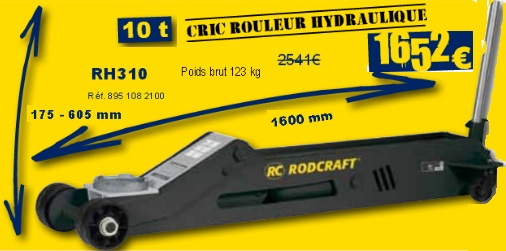 10 t CRIC ROULEUR HYDRAULIQUE
2541€ 1652€
RH310 Poids brut 123 kg
Réf. 895 108 2100
175 - 605 mm
1600 mm
RC RODCRAFT